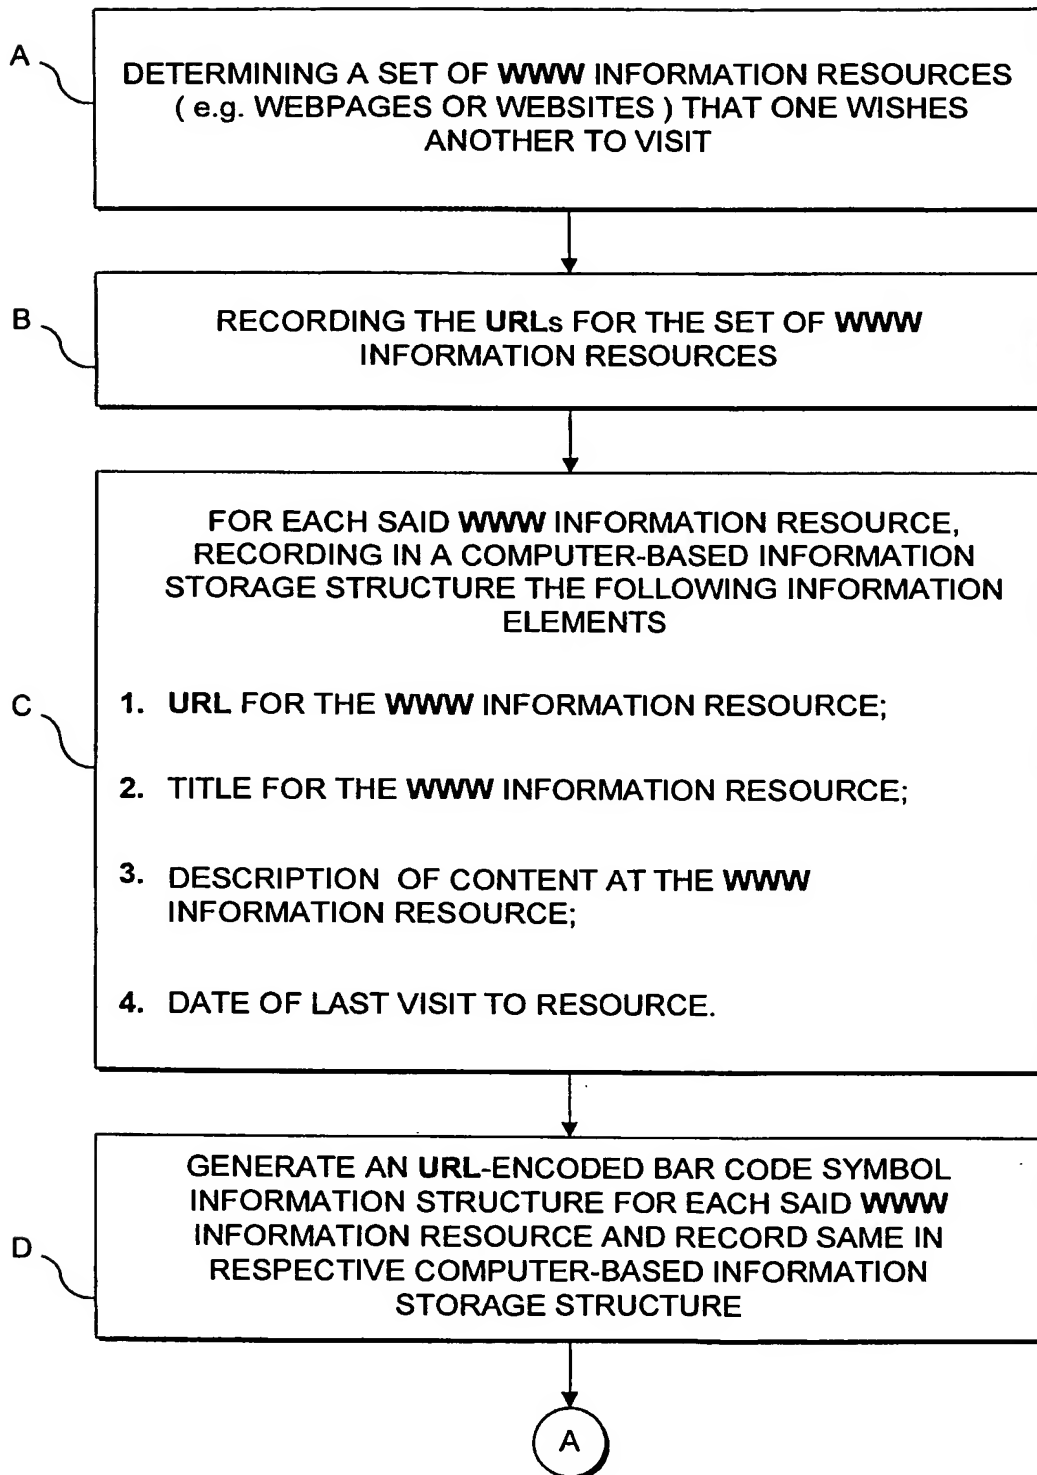 A
DETERMINING A SET OF WWW INFORMATION RESOURCES
( e.g. WEBPAGES OR WEBSITES ) THAT ONE WISHES
ANOTHER TO VISIT
B
RECORDING THE URLs FOR THE SET OF WWW
INFORMATION RESOURCES
C
FOR EACH SAID WWW INFORMATION RESOURCE,
RECORDING IN A COMPUTER-BASED INFORMATION
STORAGE STRUCTURE THE FOLLOWING INFORMATION
ELEMENTS
1. URL FOR THE WWW INFORMATION RESOURCE;
2. TITLE FOR THE WWW INFORMATION RESOURCE;
3. DESCRIPTION OF CONTENT AT THE WWW
INFORMATION RESOURCE;
4. DATE OF LAST VISIT TO RESOURCE.
D
GENERATE AN URL-ENCODED BAR CODE SYMBOL
INFORMATION STRUCTURE FOR EACH SAID WWW
INFORMATION RESOURCE AND RECORD SAME IN
RESPECTIVE COMPUTER-BASED INFORMATION
STORAGE STRUCTURE
A